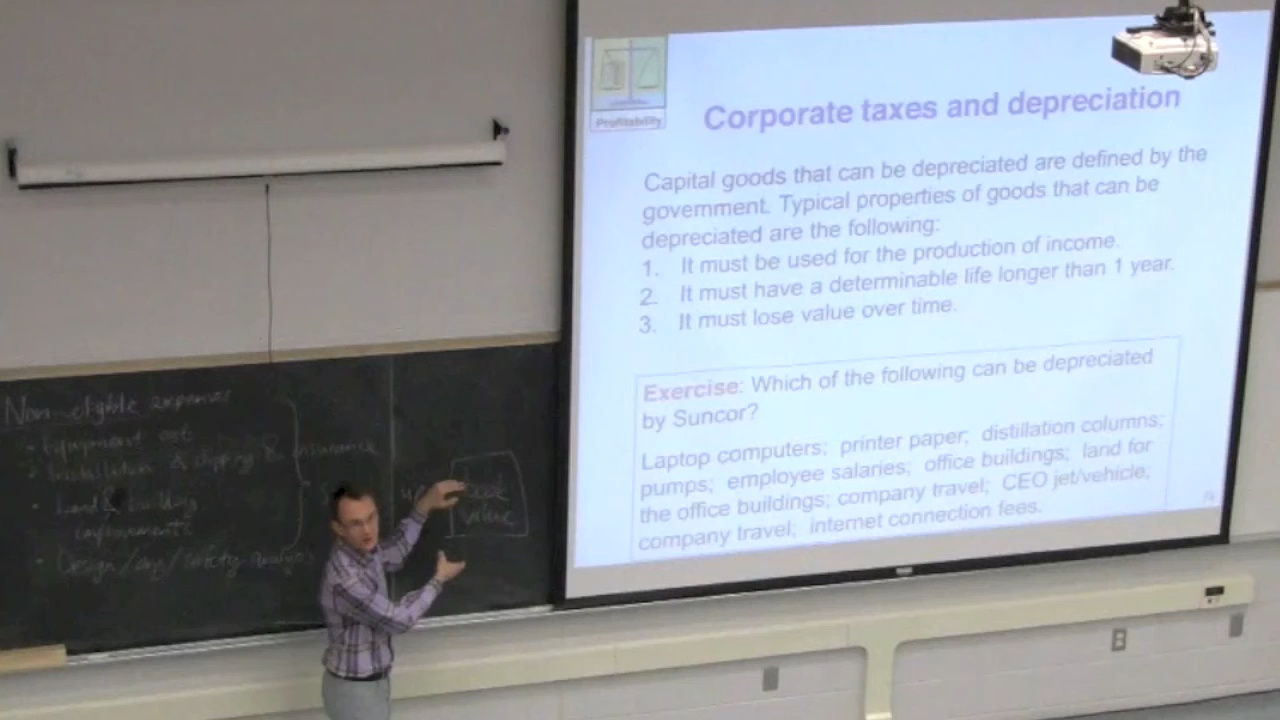 Profitability
Corporate taxes and depreciation
Capital goods that can be depreciated are defined by the
government. Typical properties of goods that can be
depreciated are the following:
1. It must be used for the production of income.
2. It must have a determinable life longer than 1 year.
3. It must lose value over time.
Exercise: Which of the following can be depreciated
by Suncor?
Laptop computers; printer paper; distillation columns;
pumps; employee salaries; office buildings; land for
the office buildings; company travel; CEO jet/vehicle;
company travel; internet connection fees.
Non-eligible expenses
• Equipment
• Installation & shipping & insurance
• Land & building
• Design / / safety
value